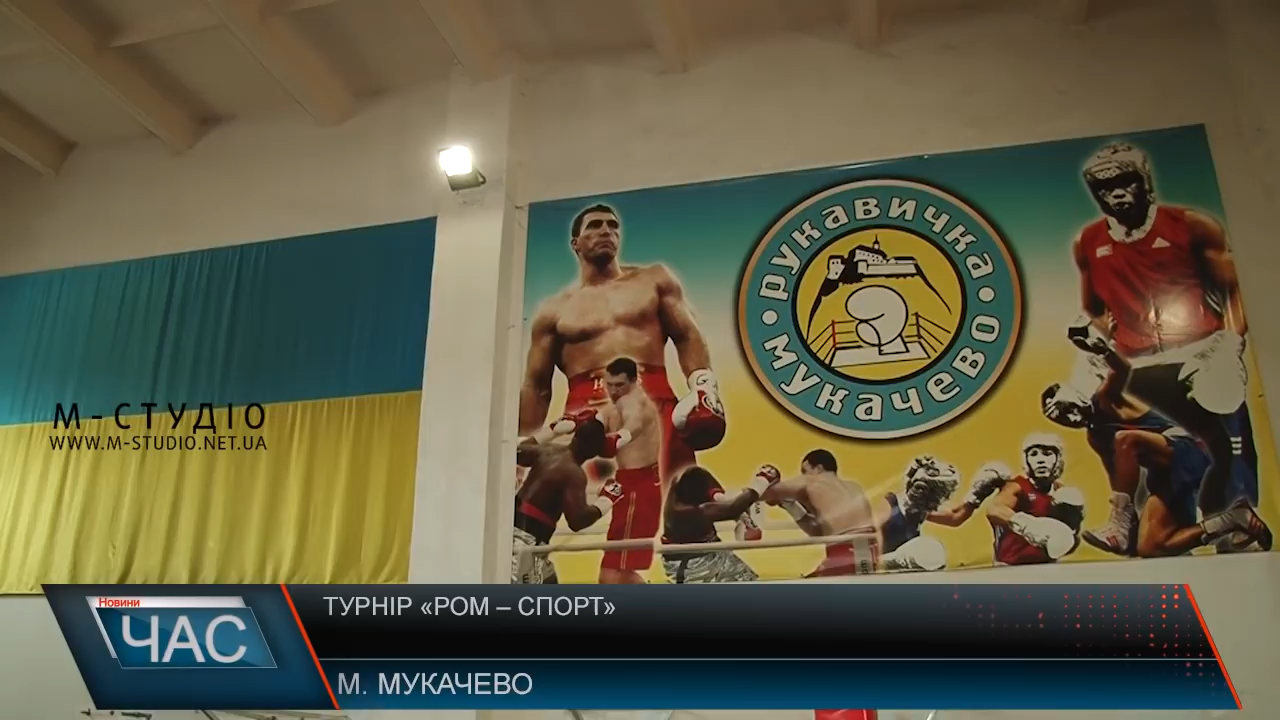 РУКАВИЧКА
МУКАЧЕВО
М-СТУДІО
WWW.M-STUDIO.NET.UA
Новини
ЧАС
ТУРНІР «РОМ – СПОРТ»
М. МУКАЧЕВО